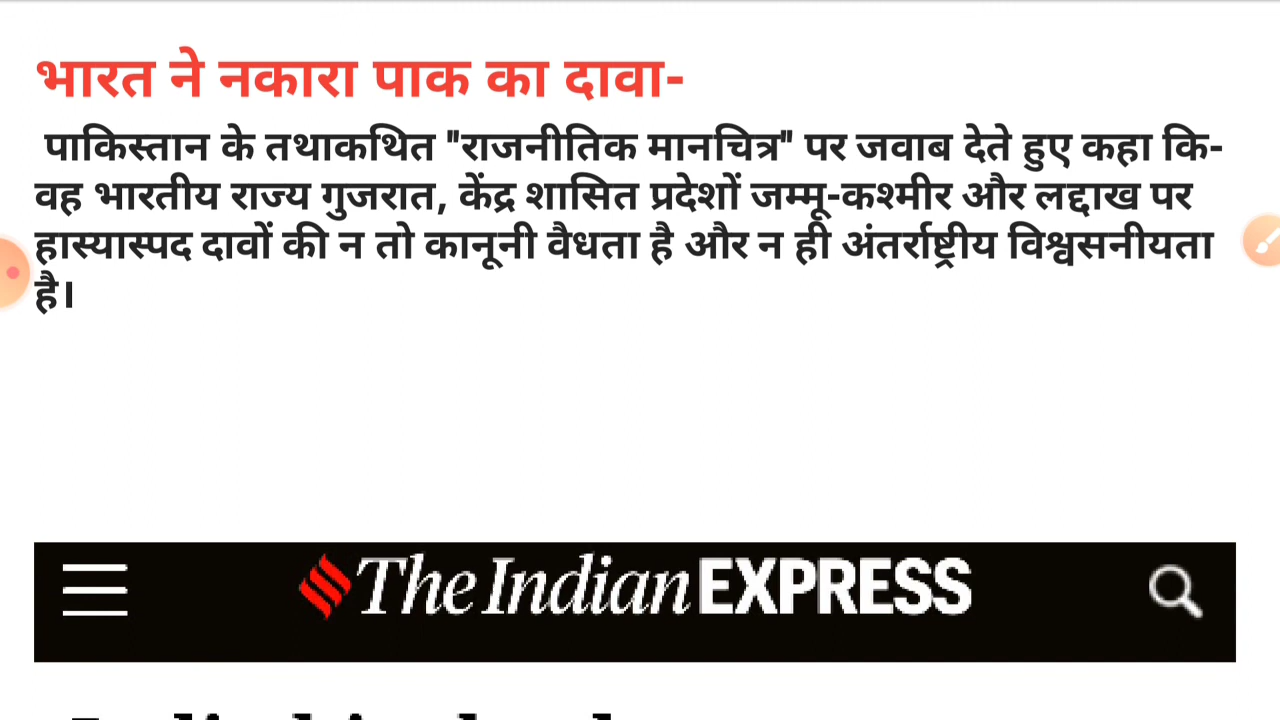 भारत ने नकारा पाक का दावा-
पाकिस्तान के तथाकथित "राजनीतिक मानचित्र" पर जवाब देते हुए कहा कि-
वह भारतीय राज्य गुजरात, केंद्र शासित प्रदेशों जम्मू-कश्मीर और लद्दाख पर
हास्यास्पद दावों की न तो कानूनी वैधता है और न ही अंतर्राष्ट्रीय विश्वसनीयता
है।
The Indian EXPRESS